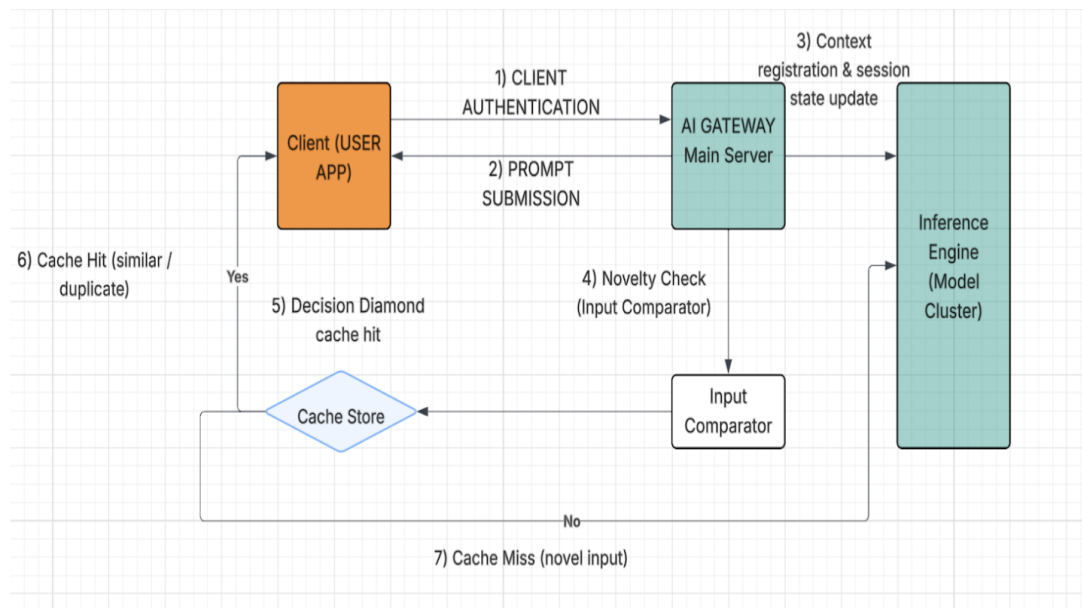 3) Context
registration & session
state update
1) CLIENT
AUTHENTICATION
Client (USER
APP)
AI GATEWAY
Main Server
2) PROMPT
SUBMISSION
Inference
Engine
(Model
Cluster)
6) Cache Hit (similar /
duplicate)
Yes
4) Novelty Check
(Input Comparator)
5) Decision Diamond
cache hit
Cache Store
Input
Comparator
No
7) Cache Miss (novel input)